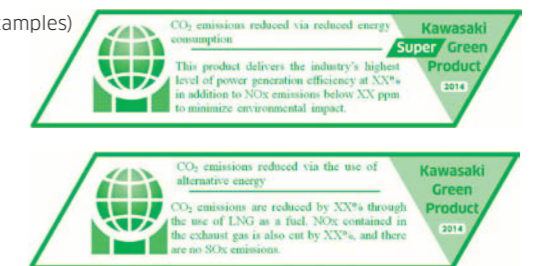 xamples)
CO₂ emissions reduced via reduced energy
consumption
This product delivers the industry's highest
level of power generation efficiency at XX%
in addition to NOx emissions below XX ppm
to minimize environmental impact.
Kawasaki
Super Green
Product
2014
CO₂ emissions reduced via the use of
alternative energy
CO₂ emissions are reduced by XX% through
the use of LNG as a fuel. NOx contained in
the exhaust gas is also cut by XX%, and there
are no SOx emissions.
Kawasaki
Green
Product
2014